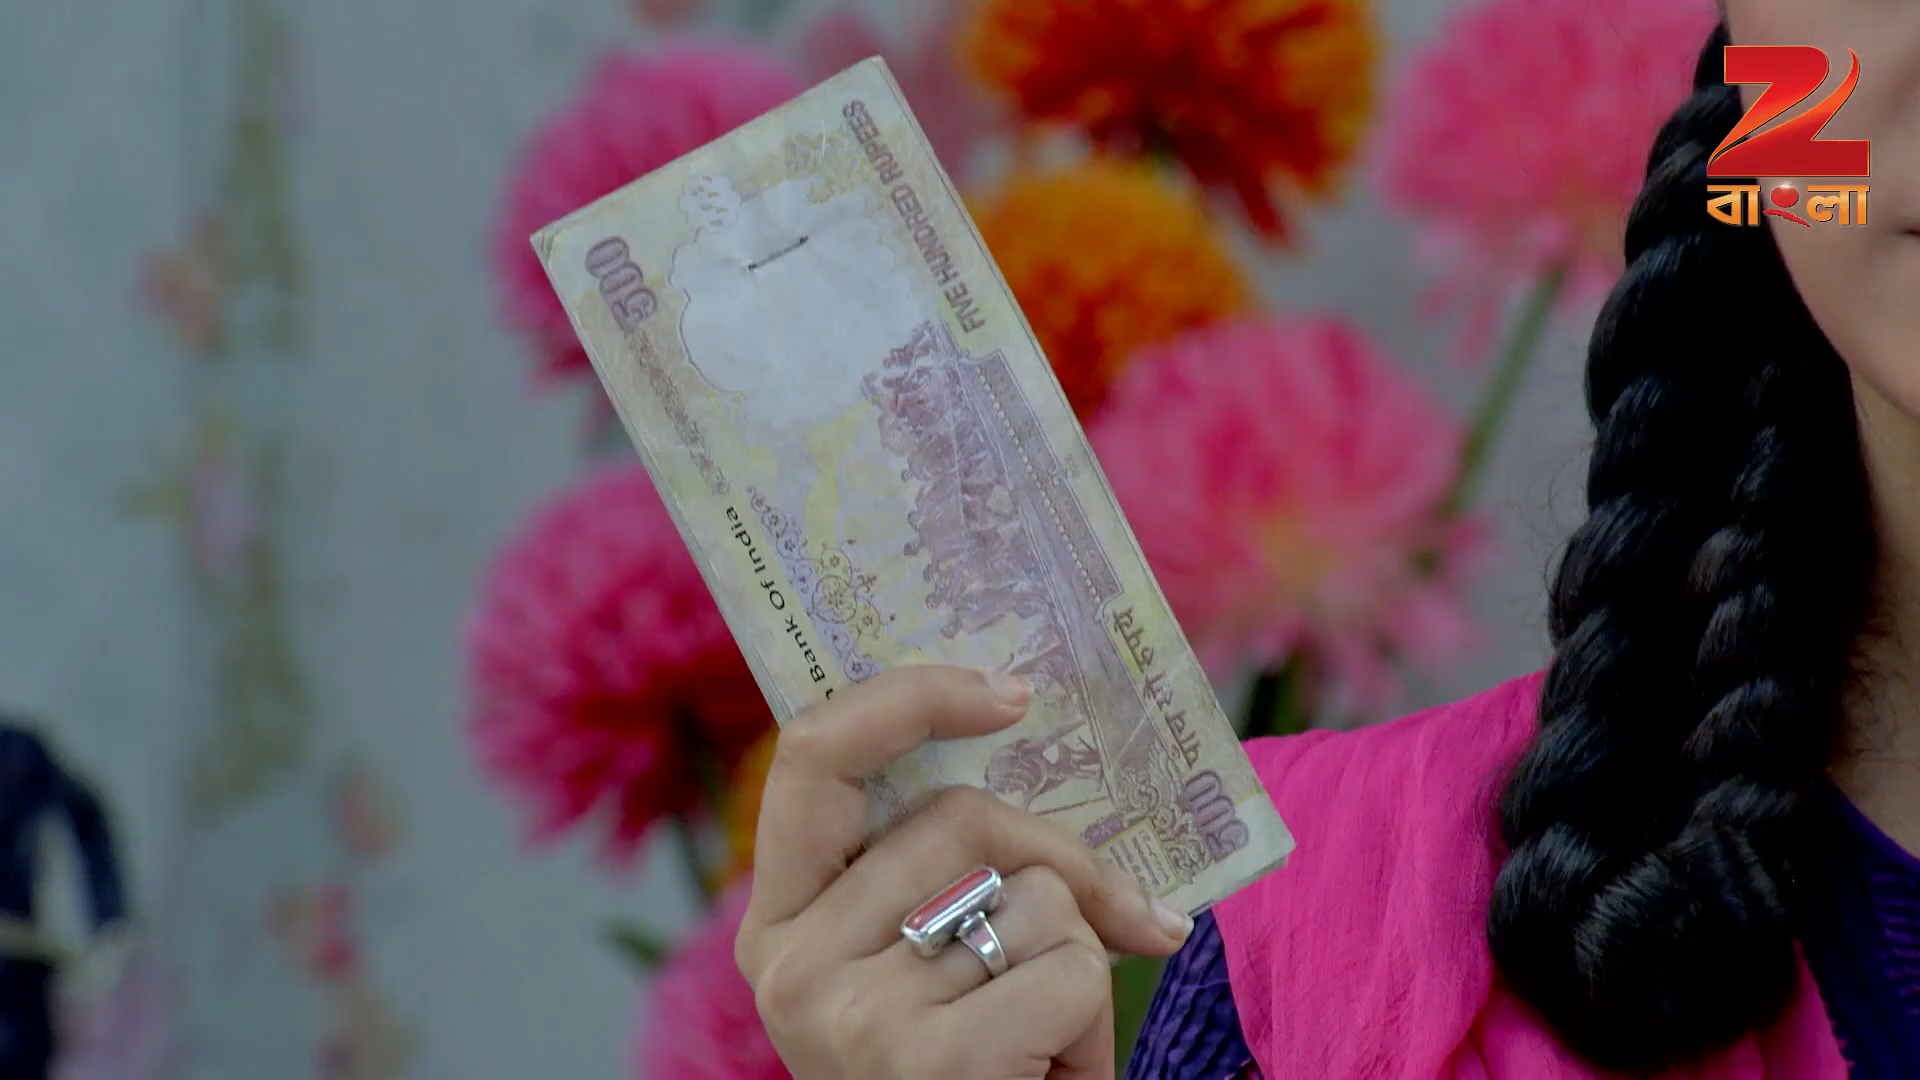 বাংলা
500
FIVE HUNDRED RUPEES
Bank Of India
पाँच सौ रुपये
500